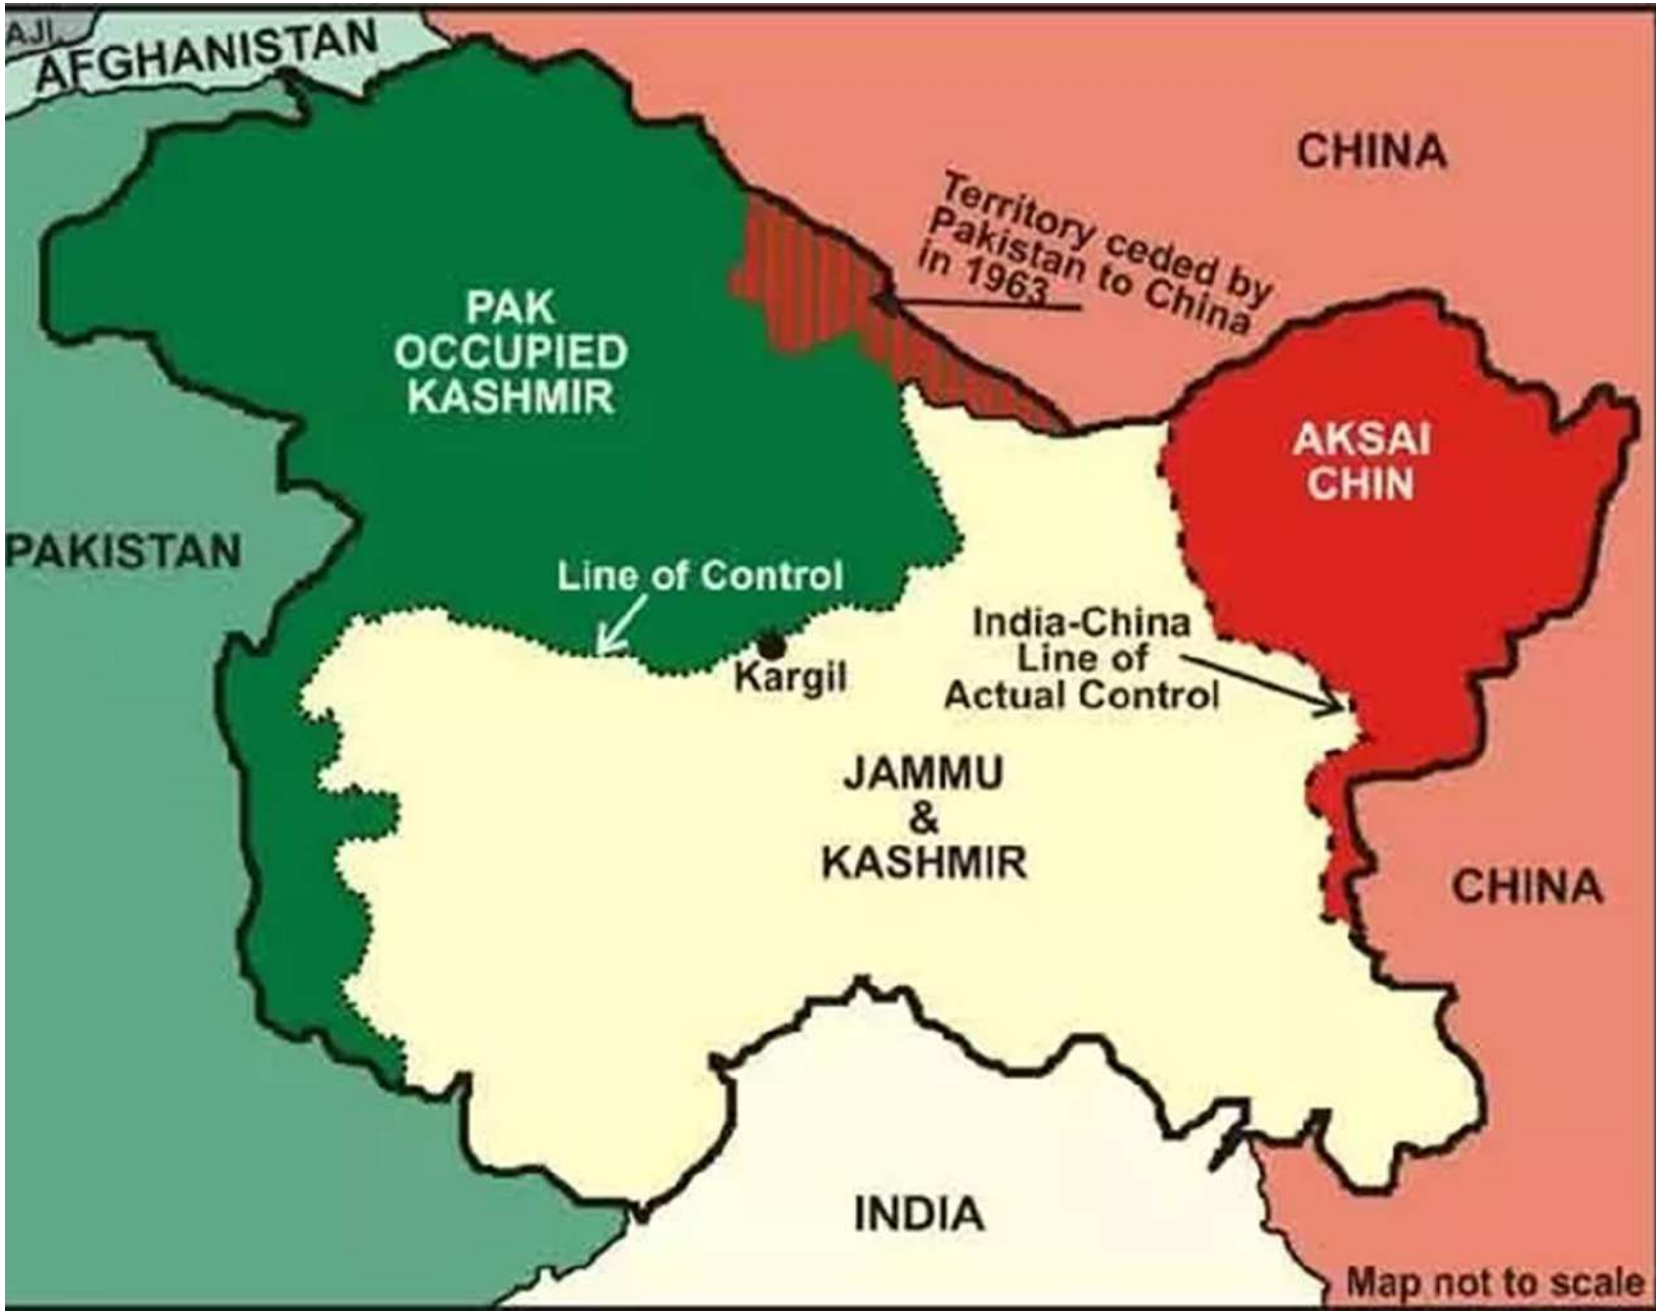 AJI
AFGHANISTAN
CHINA
Territory ceded by
Pakistan to China
in 1963
PAK
OCCUPIED
KASHMIR
AKSAI
CHIN
PAKISTAN
Line of Control
India-China
Line of
Actual Control
Kargil
JAMMU
&
KASHMIR
CHINA
INDIA
Map not to scale